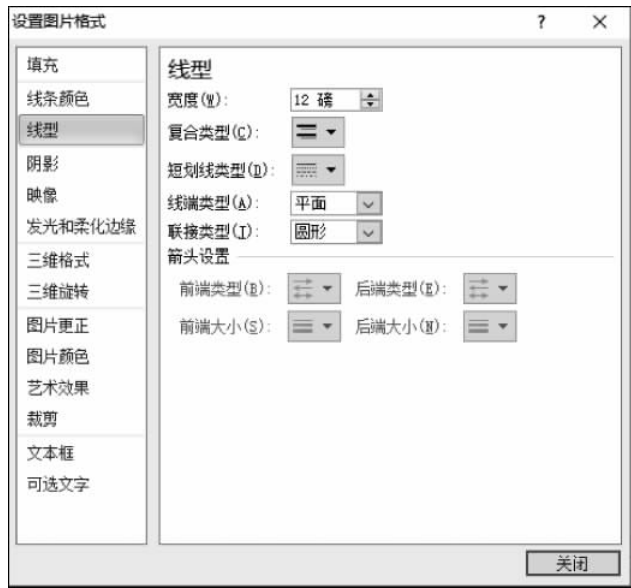 设置图片格式 ? ×
填充
线条颜色
线型
阴影
映像
发光和柔化边缘
三维格式
三维旋转
图片更正
图片颜色
艺术效果
裁剪
文本框
可选文字
线型
宽度(W): 12 磅
复合类型(C):
短划线类型(D):
线端类型(A): 平面
联接类型(I): 圆形
箭头设置
前端类型(B): 后端类型(E):
前端大小(S): 后端大小(N):
关闭